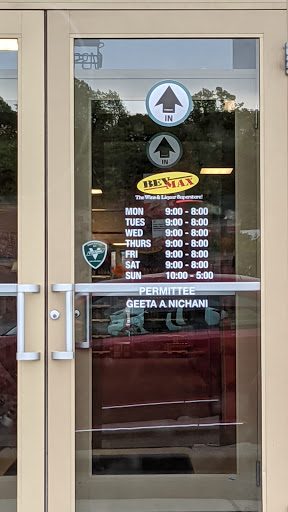 IN
IN
BEVMAX
The Wine & Liquor Superstore!
MON 9:00 - 8:00
TUES 9:00 - 8:00
WED 9:00 - 8:00
THURS 9:00 - 8:00
FRI 9:00 - 8:00
SAT 9:00 - 8:00
SUN 10:00 - 5:00
PERMITTEE
GEETA A. NICHANI